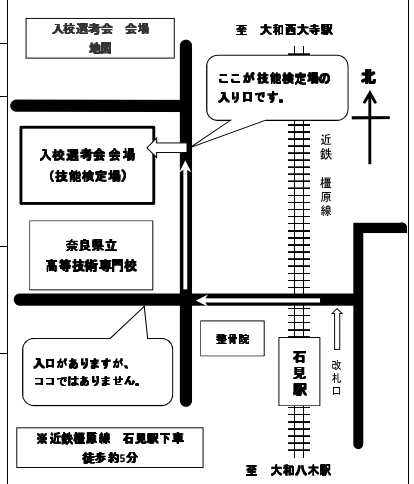 入校選考会　会場
地図
至　大和西大寺駅
ここが技能検定場の
入り口です。
北
入校選考会会場
（技能検定場）
近鉄　橿原線
奈良県立
高等技術専門校
整骨院
石見駅
改札口
入口がありますが、
ココではありません。
※近鉄橿原線　石見駅下車
徒歩約5分
至　大和八木駅